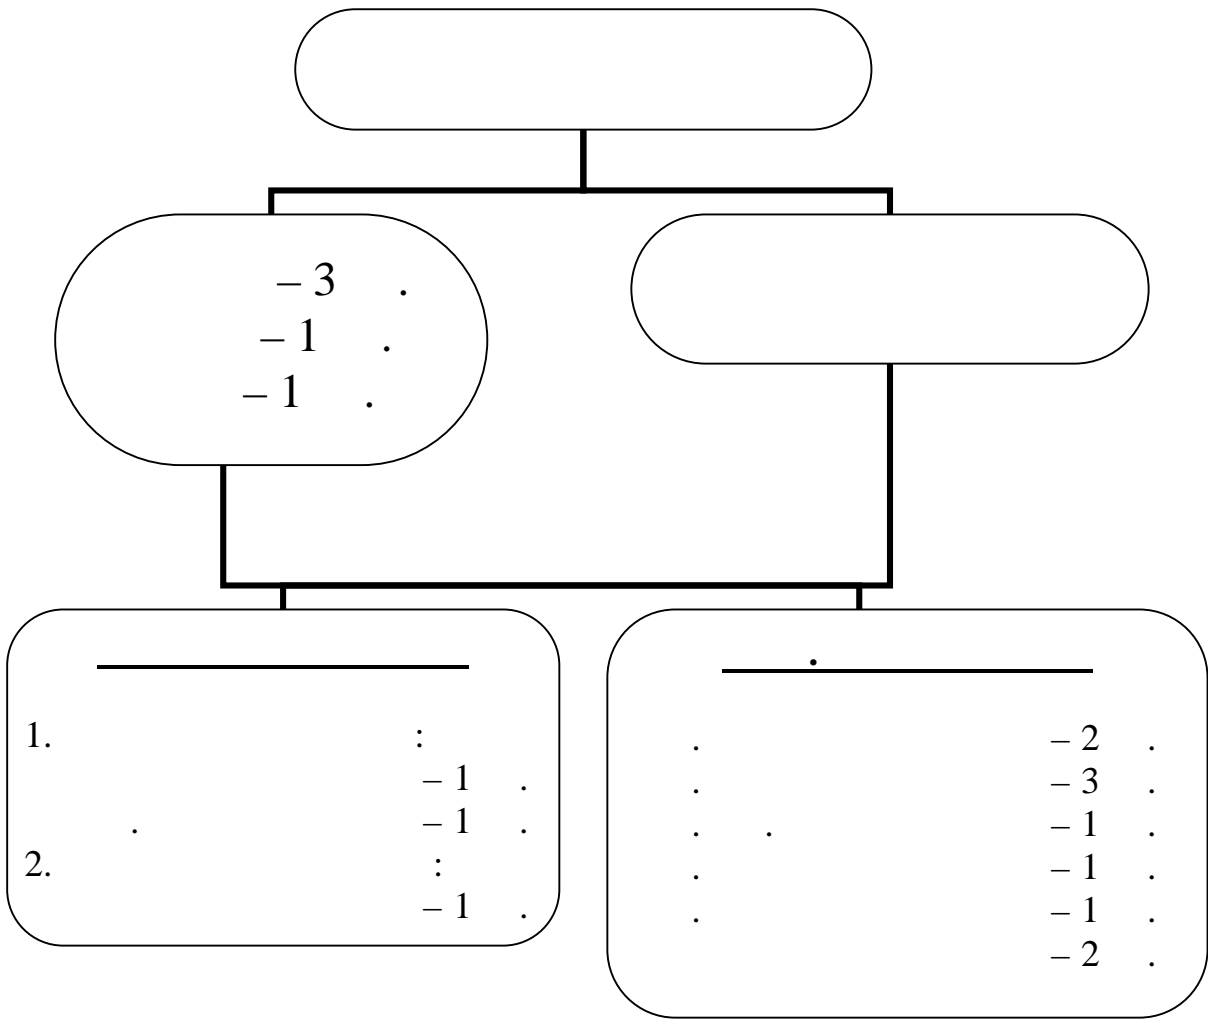 – 3 .
– 1 .
– 1 .
1. :
– 1 .
. – 1 .
2. :
– 1 .
.
. – 2 .
. – 3 .
. . – 1 .
. – 1 .
. – 1 .
– 2 .